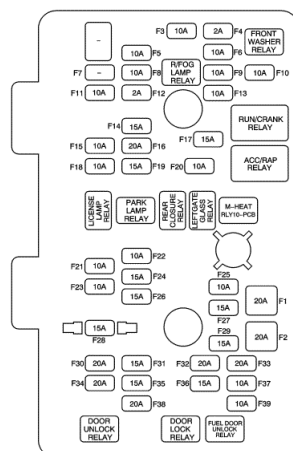 F3 10A 2A F4 FRONT WASHER RELAY
-
10A F5 10A F6
R/FOG LAMP RELAY
F7 - 10A F8 10A F9 10A F10
F11 10A 2A F12 10A F13
RUN/CRANK RELAY
F14 15A
F17 15A
F15 10A 20A F16
ACC/RAP RELAY
F18 10A 15A F19 F20 10A
LICENSE LAMP RELAY
PARK LAMP RELAY
REAR CLOSURE RELAY
LEFTGATE GLASS RELAY
M-HEAT RLY10-PCB
10A F22
F21 10A
15A F24
F25 10A
F23 10A
15A F26
15A F27
20A F1
15A F28
F29 15A
20A F2
F30 20A 15A F31 F32 20A 20A F33
F34 20A 15A F35 F36 15A 10A F37
20A F38 10A F39
DOOR UNLOCK RELAY
DOOR LOCK RELAY
FUEL DOOR UNLOCK RELAY